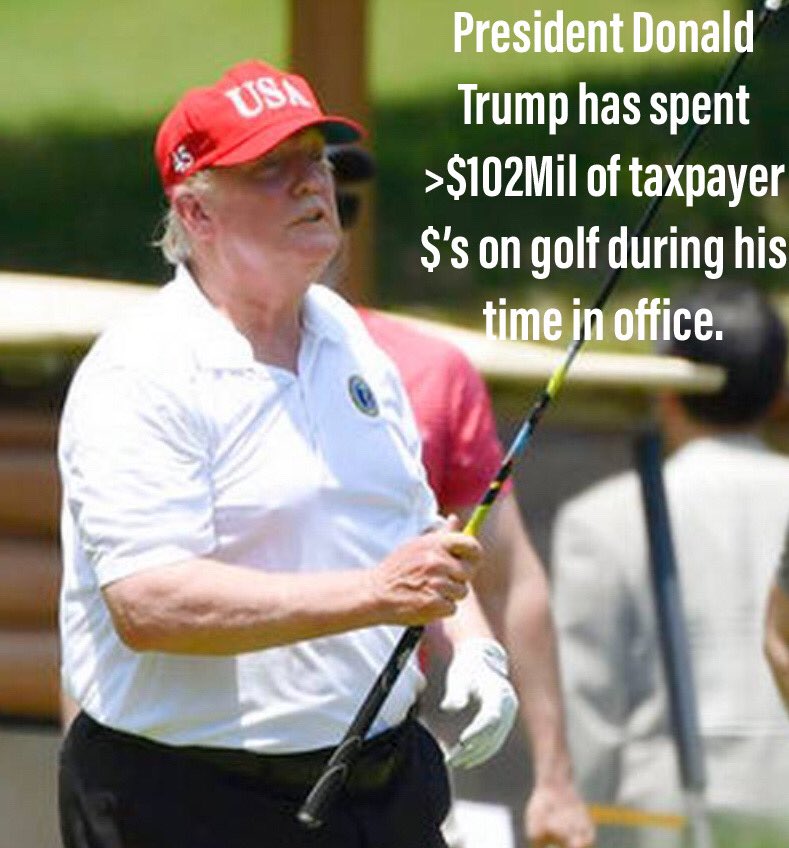 President Donald
Trump has spent
>$102Mil of taxpayer
$'s on golf during his
time in office.
USA
45